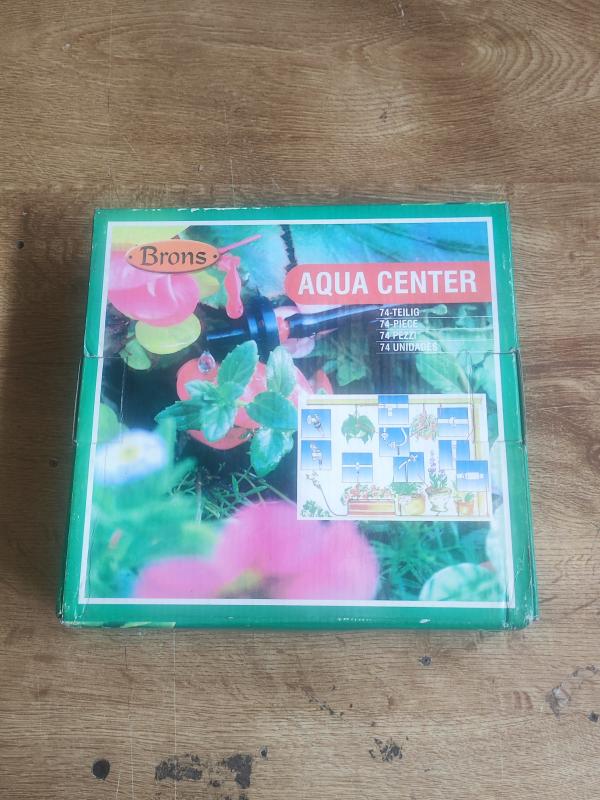 Brons
AQUA CENTER
74-TEILIG
74-PIECE
74 PEZZI
74 UNIDADES